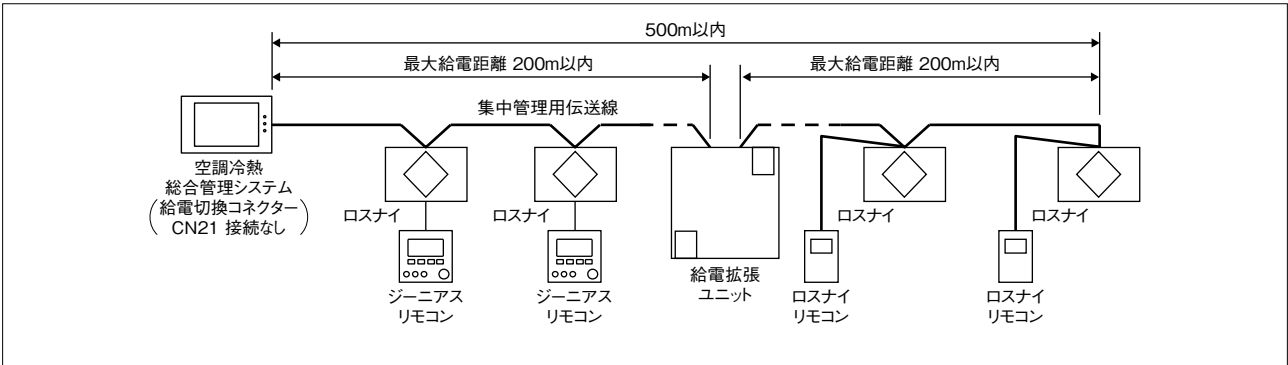 500m以内
最大給電距離 200m以内
最大給電距離 200m以内
集中管理用伝送線
空調冷熱
総合管理システム
(給電切換コネクター
CN21 接続なし)
ロスナイ
ロスナイ
ロスナイ
ロスナイ
ジーニアス
リモコン
ジーニアス
リモコン
給電拡張
ユニット
ロスナイ
リモコン
ロスナイ
リモコン